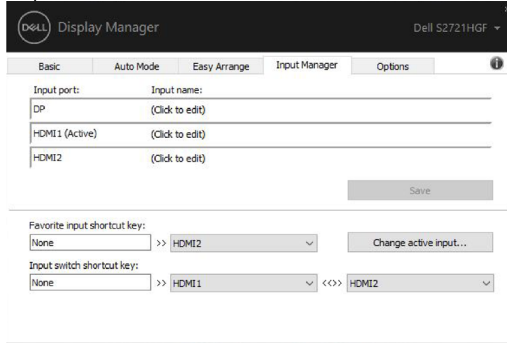 DELL Display Manager Dell S2721HGF
Basic Auto Mode Easy Arrange Input Manager Options
Input port: Input name:
DP (Click to edit)
HDMI1 (Active) (Click to edit)
HDMI2 (Click to edit)
Save
Favorite input shortcut key:
None >> HDMI2 Change active input...
Input switch shortcut key:
None >> HDMI1 <<>> HDMI2